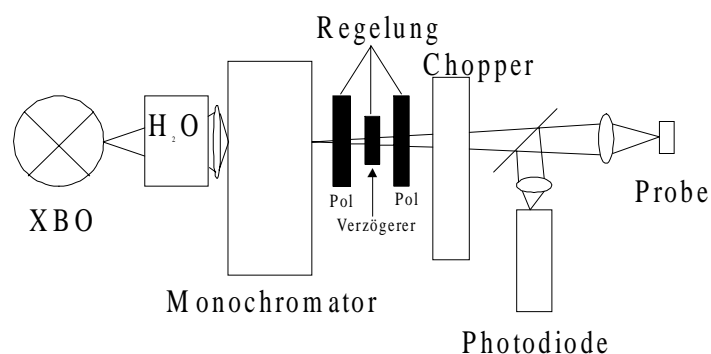 Regelung
Chopper
H₂O
Pol
Pol
Verzögerer
XBO
Probe
Monochromator
Photodiode